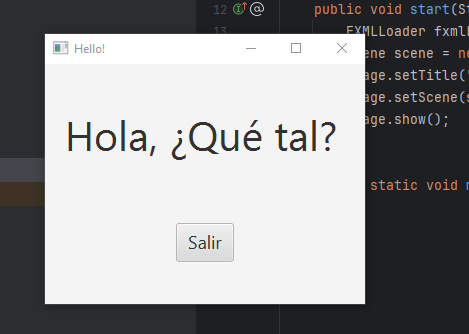 12 @ public void start(St
13 FXMLLoader fxmlL
Hello!
ene scene = ne
age.setTitle("
age.setScene(s
age.show();
Hola, ¿Qué tal?
static void m
Salir